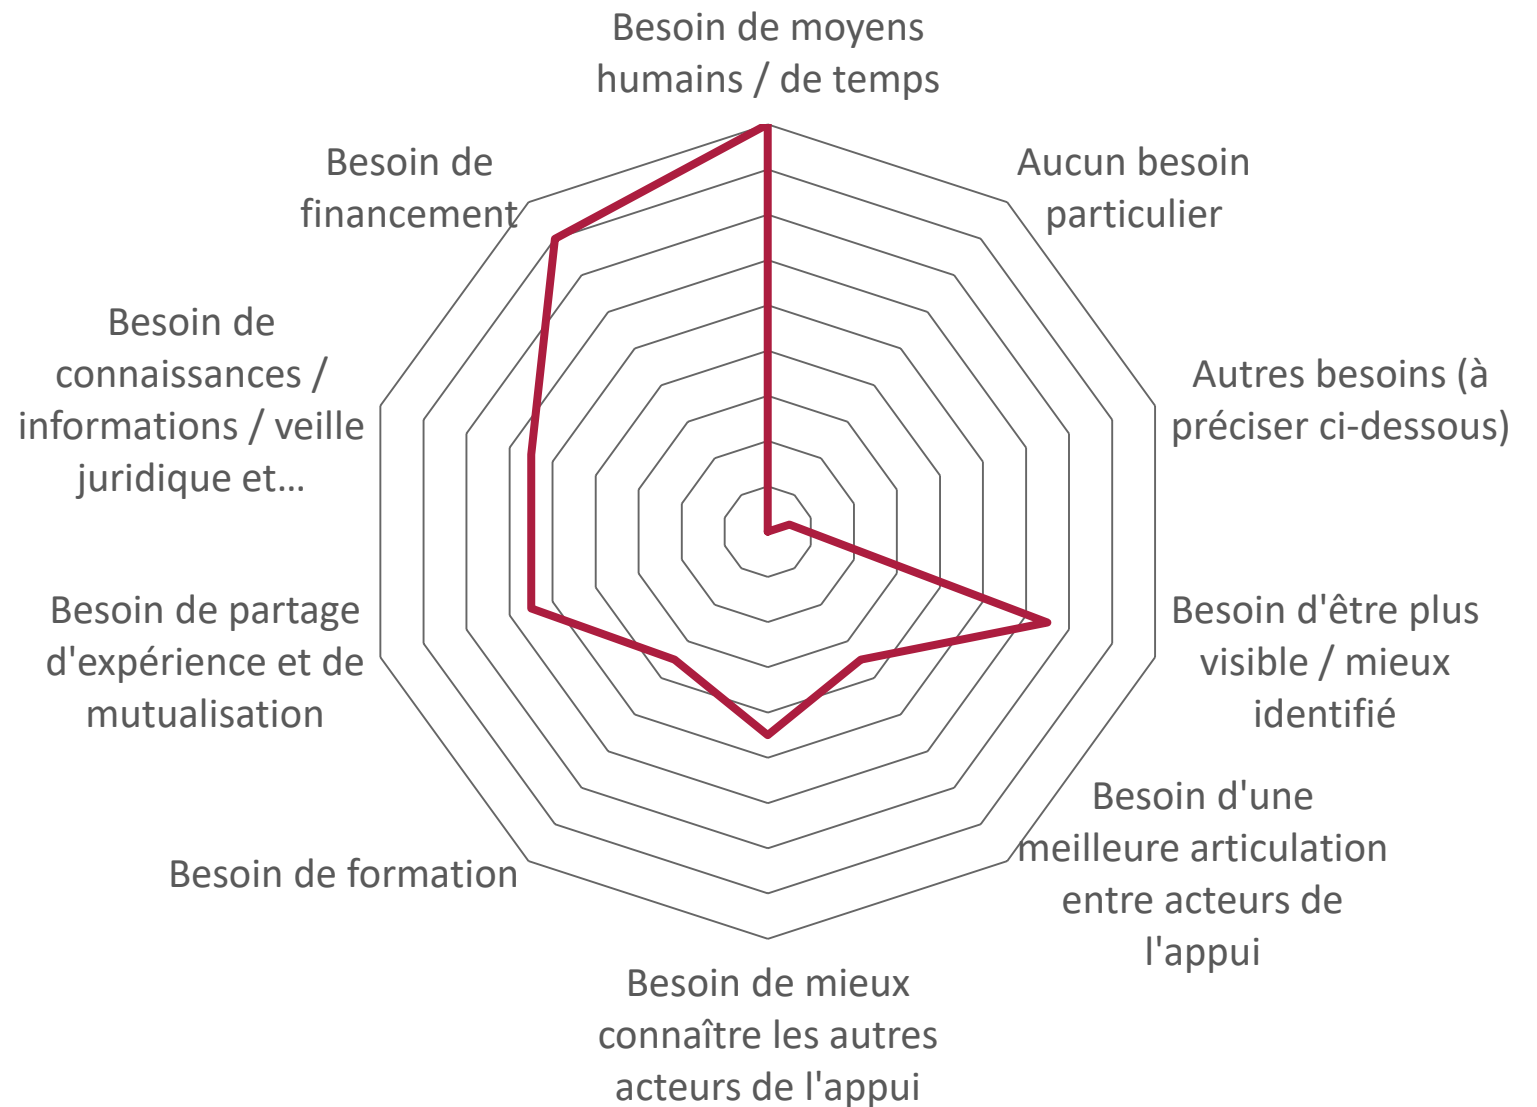 Besoin de moyens
humains / de temps
Aucun besoin
particulier
Autres besoins (à
préciser ci-dessous)
Besoin d'être plus
visible / mieux
identifié
Besoin d'une
meilleure articulation
entre acteurs de
l'appui
Besoin de mieux
connaître les autres
acteurs de l'appui
Besoin de formation
Besoin de partage
d'expérience et de
mutualisation
Besoin de
connaissances /
informations / veille
juridique et…
Besoin de
financement